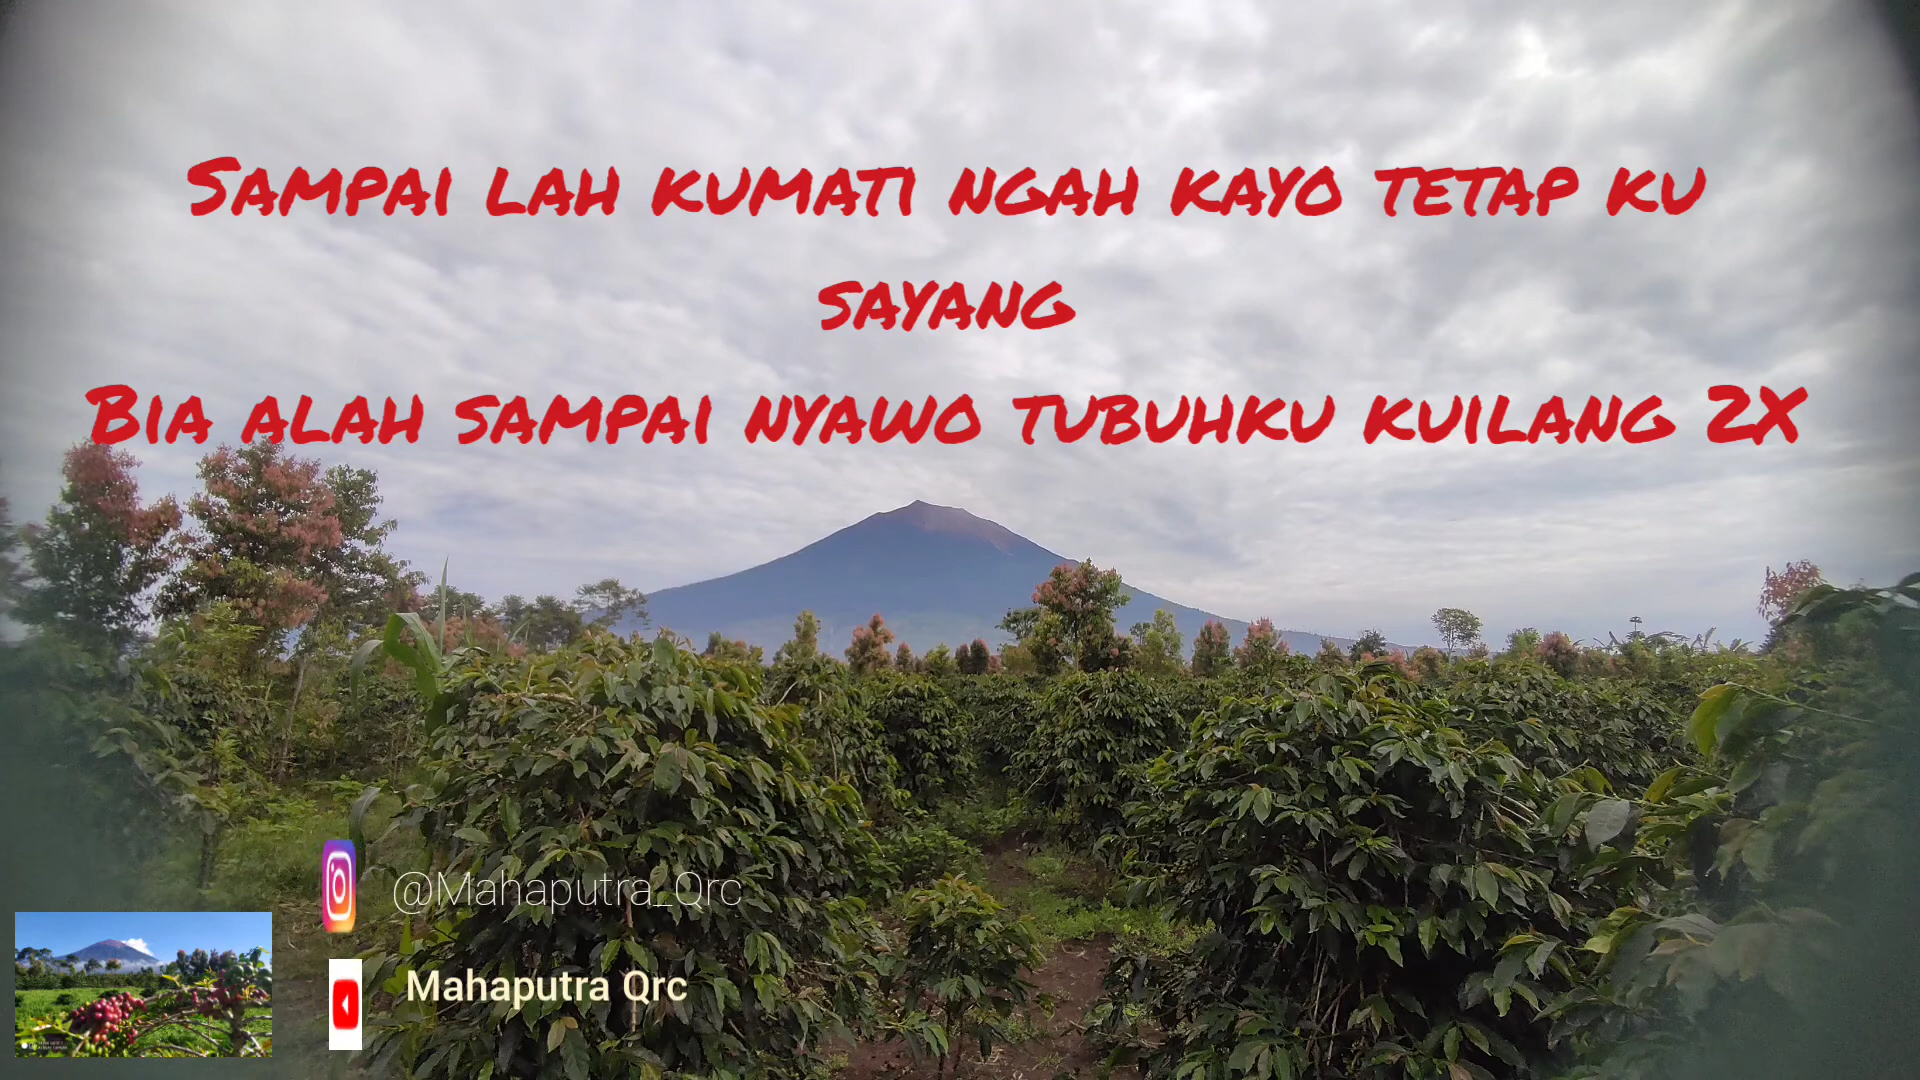 Sampai lah kumati ngah kayo tetap ku
sayang
Bia alah sampai nyawo tubuhku kuilang 2X
@Mahaputra_Qrc
Mahaputra Qrc